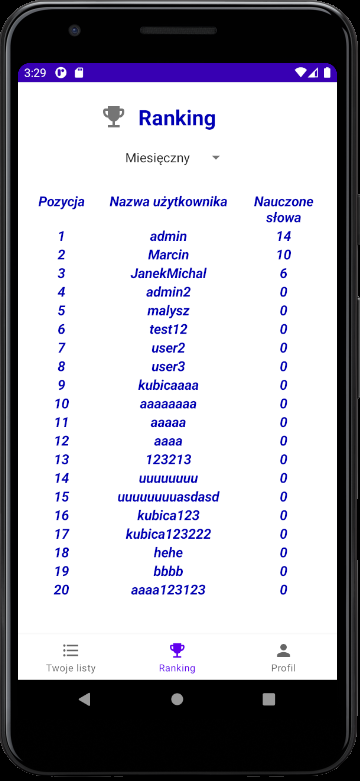 3:29
Ranking
Miesięczny
Pozycja Nazwa użytkownika Nauczone słowa
1 admin 14
2 Marcin 10
3 JanekMichal 6
4 admin2 0
5 malysz 0
6 test12 0
7 user2 0
8 user3 0
9 kubicaaaa 0
10 aaaaaaaa 0
11 aaaaa 0
12 aaaa 0
13 123213 0
14 uuuuuuuu 0
15 uuuuuuuuasdasd 0
16 kubica123 0
17 kubica123222 0
18 hehe 0
19 bbbb 0
20 aaaa123123 0
Twoje listy Ranking Profil